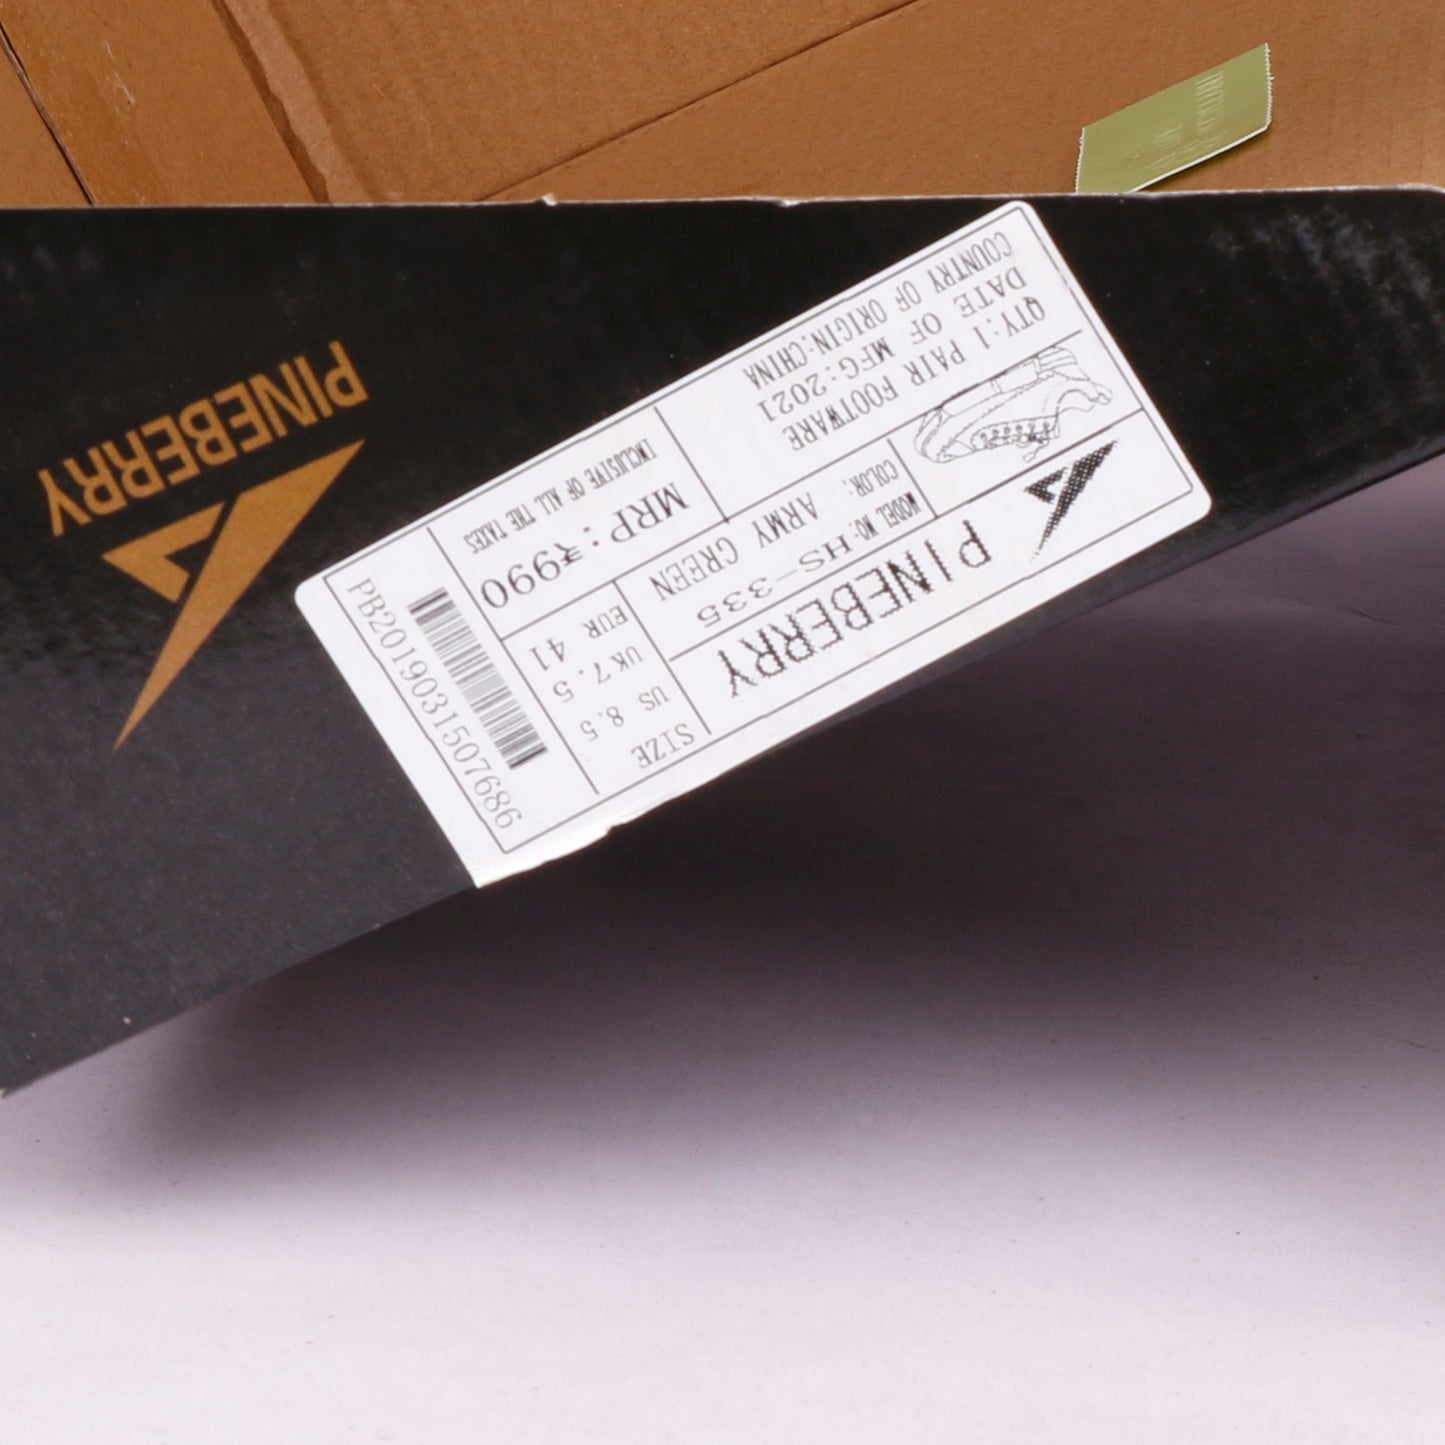 PINEBERRY
PINEBERRY
MODEL NO: HS-335
COLOR: ARMY GREEN
SIZE
US 8.5
UK 7.5
EUR 41
QTY:1 PAIR FOOTWARE
DATE OF MFG:2021
COUNTRY OF ORIGIN:CHINA
MRP: ₹990
INCLUSIVE OF ALL THE TAXES
PB2019031507686